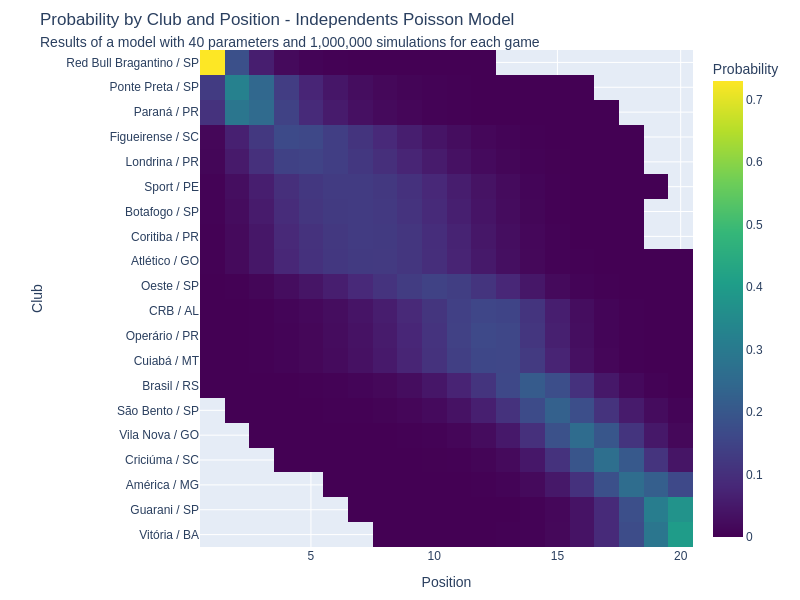 Probability by Club and Position - Independents Poisson Model
Results of a model with 40 parameters and 1,000,000 simulations for each game
Probability
Club
Red Bull Bragantino / SP
Ponte Preta / SP
Paraná / PR
Figueirense / SC
Londrina / PR
Sport / PE
Botafogo / SP
Coritiba / PR
Atlético / GO
Oeste / SP
CRB / AL
Operário / PR
Cuiabá / MT
Brasil / RS
São Bento / SP
Vila Nova / GO
Criciúma / SC
América / MG
Guarani / SP
Vitória / BA
0.7
0.6
0.5
0.4
0.3
0.2
0.1
0
5 10 15 20
Position